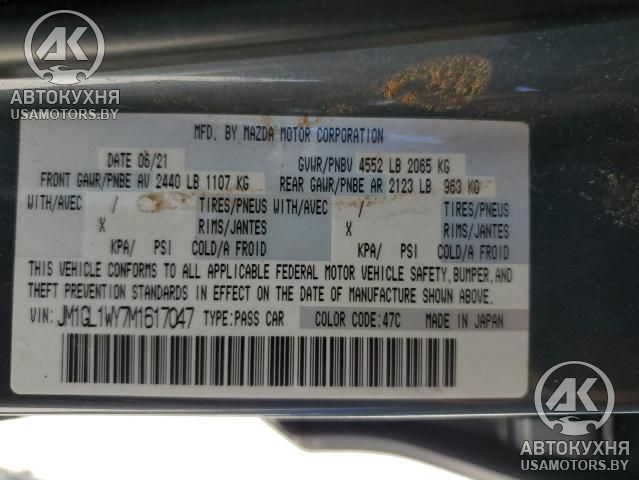 AK
АВТОКУХНЯ
USAMOTORS.BY
MFD. BY MAZDA MOTOR CORPORATION
DATE 06/21 GVWR/PNBV 4552 LB 2065 KG
FRONT GAWR/PNBE AV 2440 LB 1107 KG REAR GAWR/PNBE AR 2123 LB 963 KG
WITH/AVEC / TIRES/PNEUS WITH/AVEC / TIRES/PNEUS
X RIMS/JANTES X RIMS/JANTES
KPA/ PSI COLD/A FROID KPA/ PSI COLD/A FROID
THIS VEHICLE CONFORMS TO ALL APPLICABLE FEDERAL MOTOR VEHICLE SAFETY, BUMPER, AND
THEFT PREVENTION STANDARDS IN EFFECT ON THE DATE OF MANUFACTURE SHOWN ABOVE.
VIN: JM1GL1WY7M1617047 TYPE: PASS CAR COLOR CODE: 47C MADE IN JAPAN
AK
АВТОКУХНЯ
USAMOTORS.BY